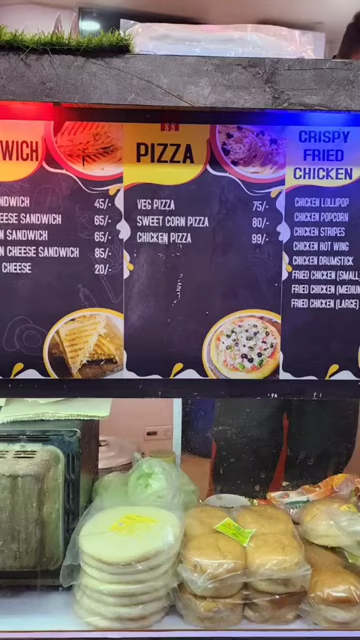 WICH
NDWICH 45/-
EESE SANDWICH 65/-
N SANDWICH 65/-
N CHEESE SANDWICH 85/-
CHEESE 20/-
PIZZA
VEG PIZZA 75/-
SWEET CORN PIZZA 80/-
CHICKEN PIZZA 99/-
CRISPY
FRIED
CHICKEN
CHICKEN LOLLIPOP
CHICKEN POPCORN
CHICKEN STRIPES
CHICKEN HOT WING
CHICKEN DRUMSTICK
FRIED CHICKEN (SMALL
FRIED CHICKEN (MEDIUM
FRIED CHICKEN (LARGE)